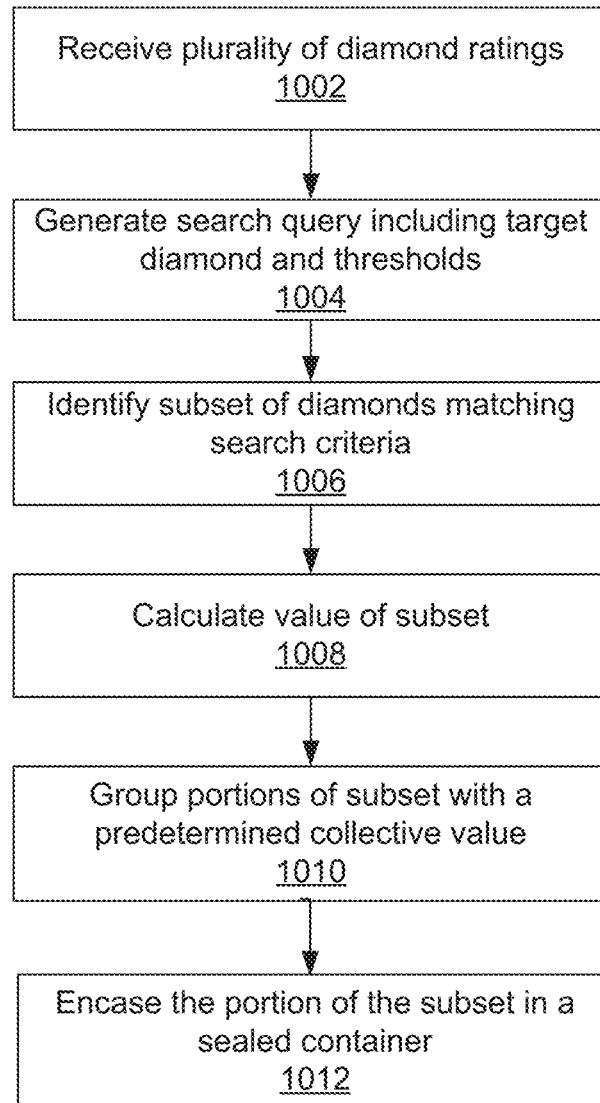 Receive plurality of diamond ratings
1002
Generate search query including target
diamond and thresholds
1004
Identify subset of diamonds matching
search criteria
1006
Calculate value of subset
1008
Group portions of subset with a
predetermined collective value
1010
Encase the portion of the subset in a
sealed container
1012